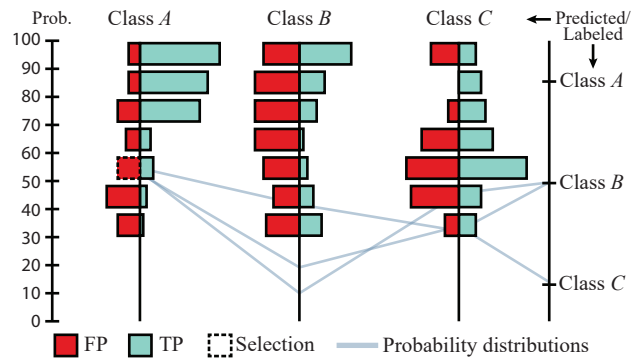 Prob. Class A Class B Class C Predicted/
Labeled
100
90
80
70
60
50
40
30
20
10
0
Class A
Class B
Class C
FP TP Selection Probability distributions